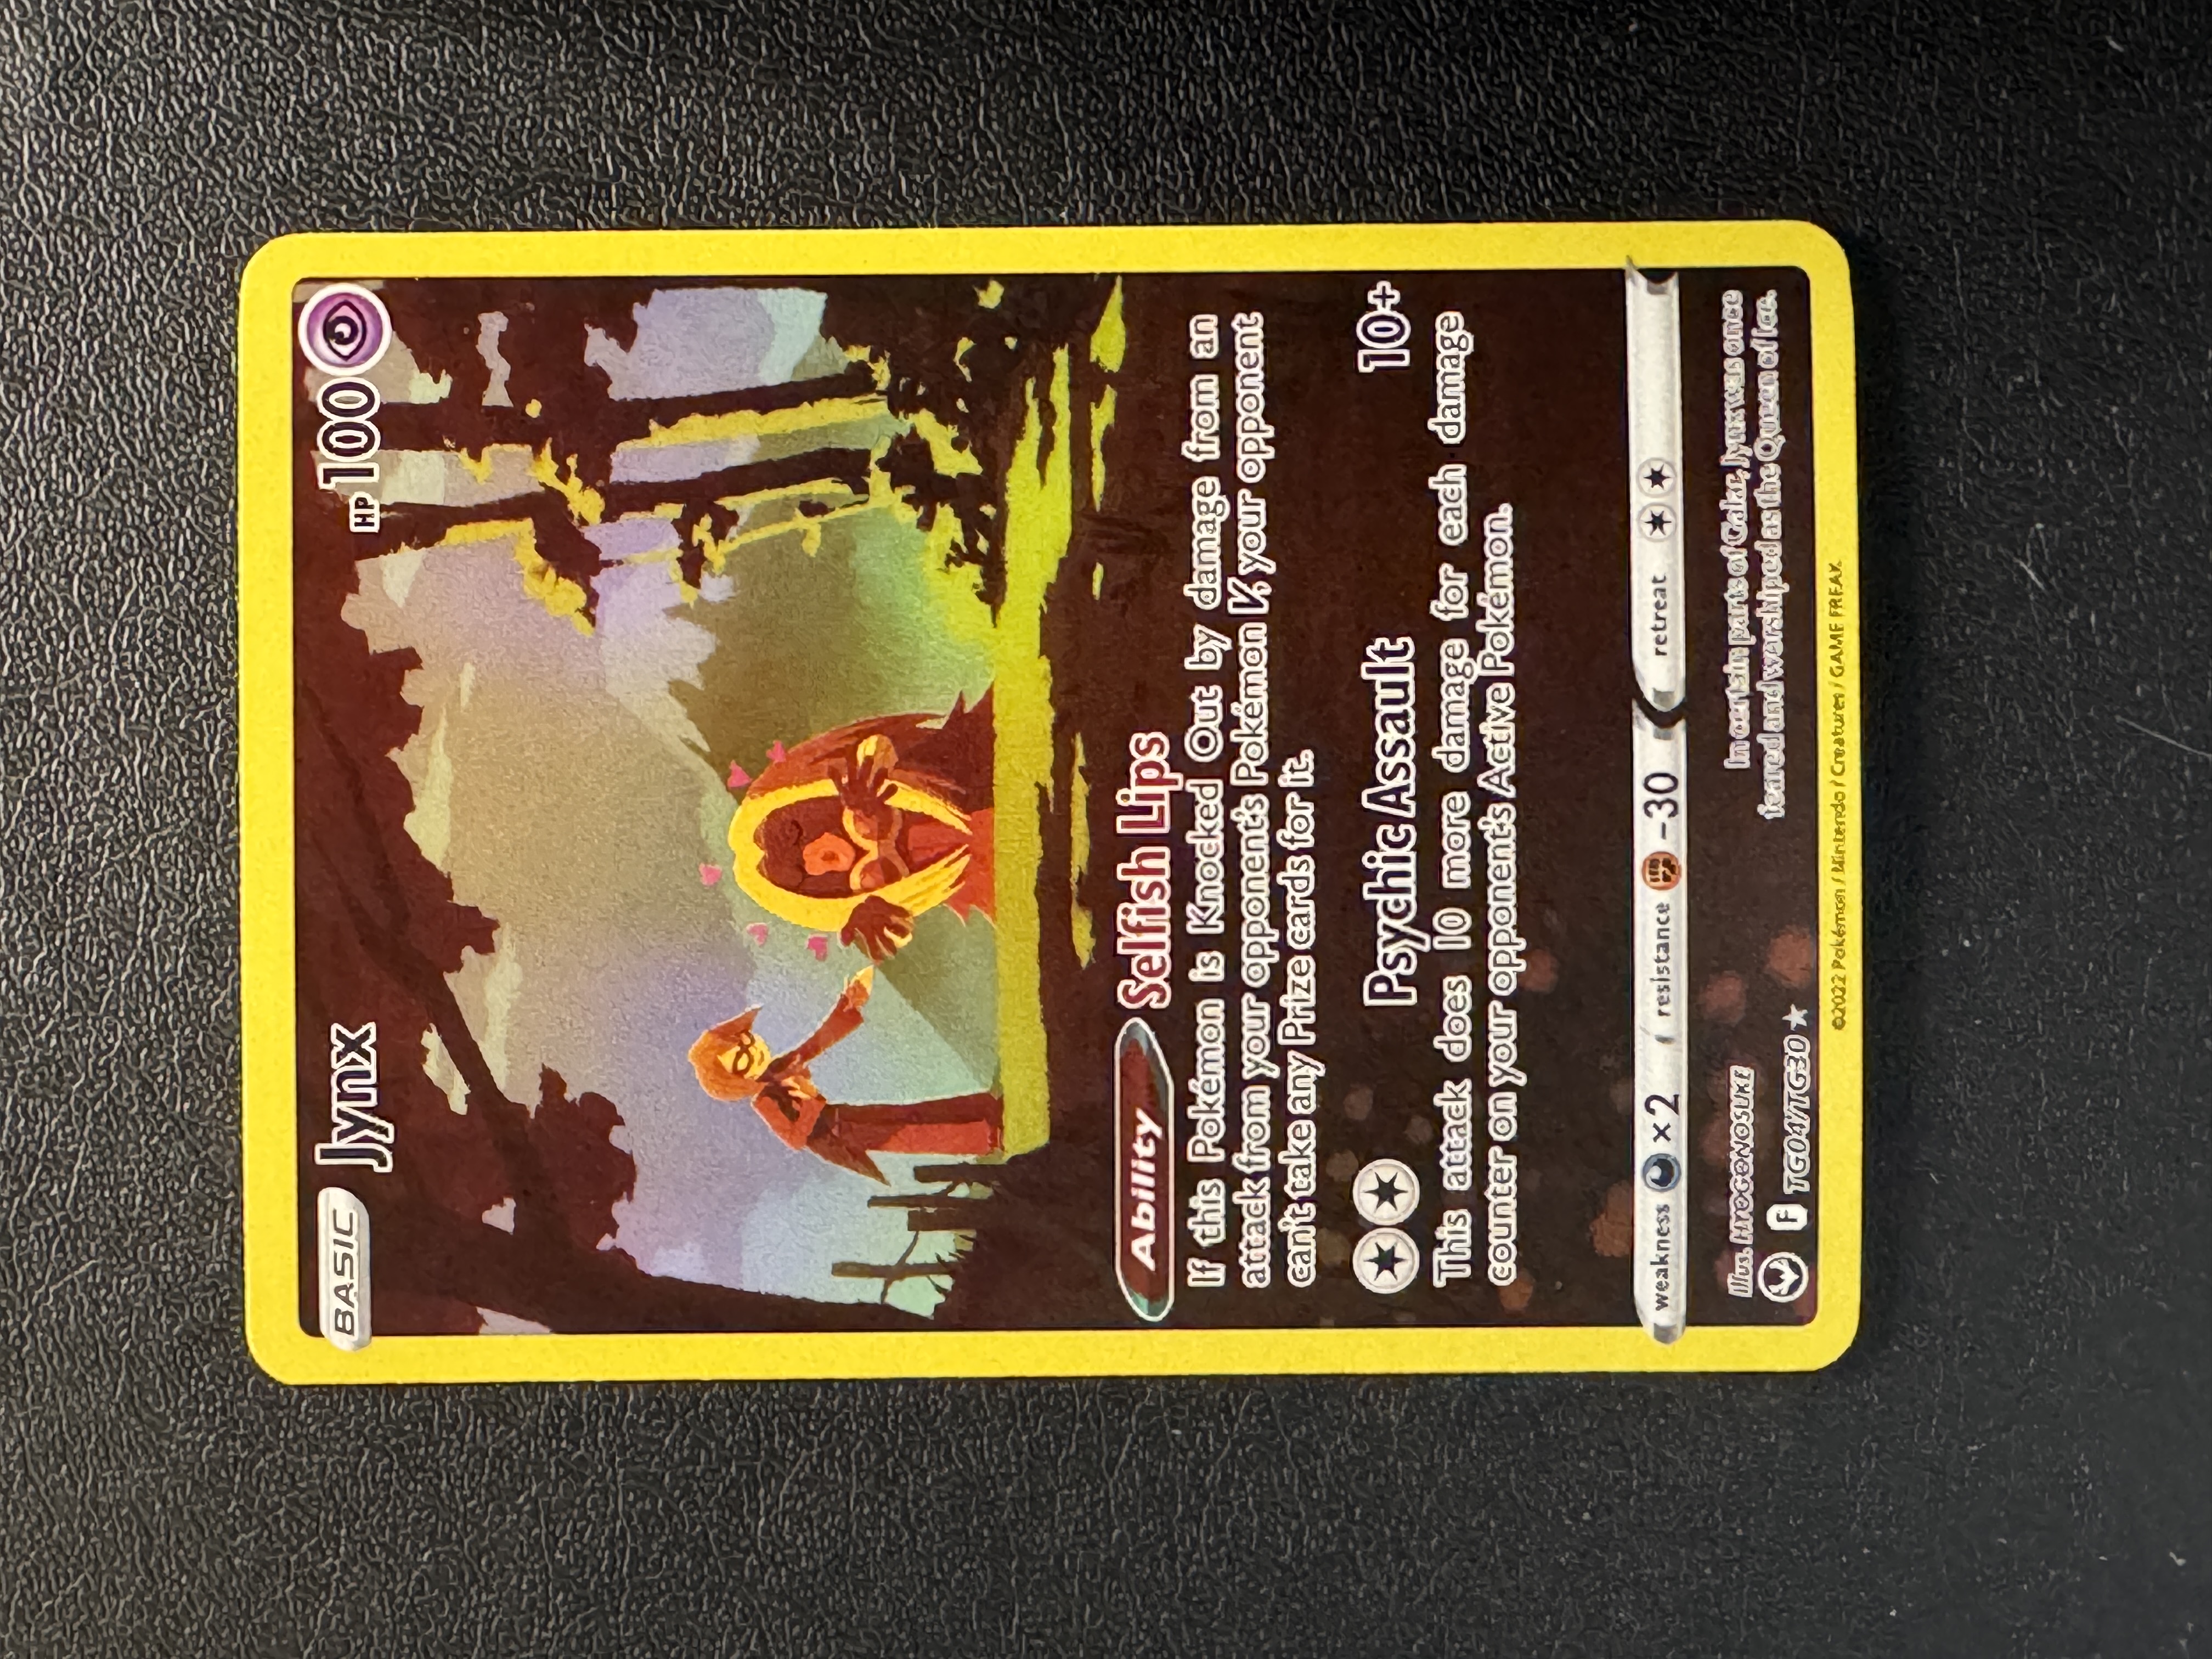 BASIC Jynx HP 100
Ability Selfish Lips
If this Pokémon is Knocked Out by damage from an
attack from your opponent's Pokémon V, your opponent
can't take any Prize cards for it.
Psychic Assault 10+
This attack does 10 more damage for each damage
counter on your opponent's Active Pokémon.
weakness ×2 resistance -30 retreat
Illus. HYOGONOSUKE
In certain parts of Galar, Jynx was once
feared and worshiped as the Queen of Ice.
F TG04/TG30 ★
©2022 Pokémon / Nintendo / Creatures / GAME FREAK